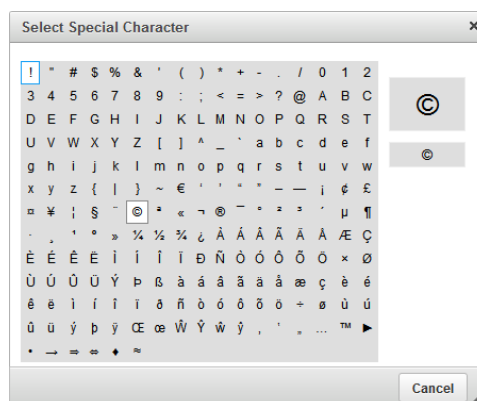 Select Special Character ×
! " # $ % & ' ( ) * + - . / 0 1 2
3 4 5 6 7 8 9 : ; < = > ? @ A B C
D E F G H I J K L M N O P Q R S T
U V W X Y Z [ ] ^ _ ` a b c d e f
g h i j k l m n o p q r s t u v w
x y z { | } ~ € ‘ ’ “ ” – — ¡ ¢ £
¤ ¥ ¦ § ¨ © ª « ¬ ® ¯ ° ² ³ ´ µ ¶
· ¸ ¹ º » ¼ ½ ¾ ¿ À Á Â Ã Ä Å Æ Ç
È É Ê Ë Ì Í Î Ï Ð Ñ Ò Ó Ô Õ Ö × Ø
Ù Ú Û Ü Ý Þ ß à á â ã ä å æ ç è é
ê ë ì í î ï ð ñ ò ó ô õ ö ÷ ø ù ú
û ü ý þ ÿ Œ œ Ŵ Ŷ ŵ ŷ ‚ ‛ „ … ™ ►
• → ⇒ ⇔ ♦ ≈
©
©
Cancel